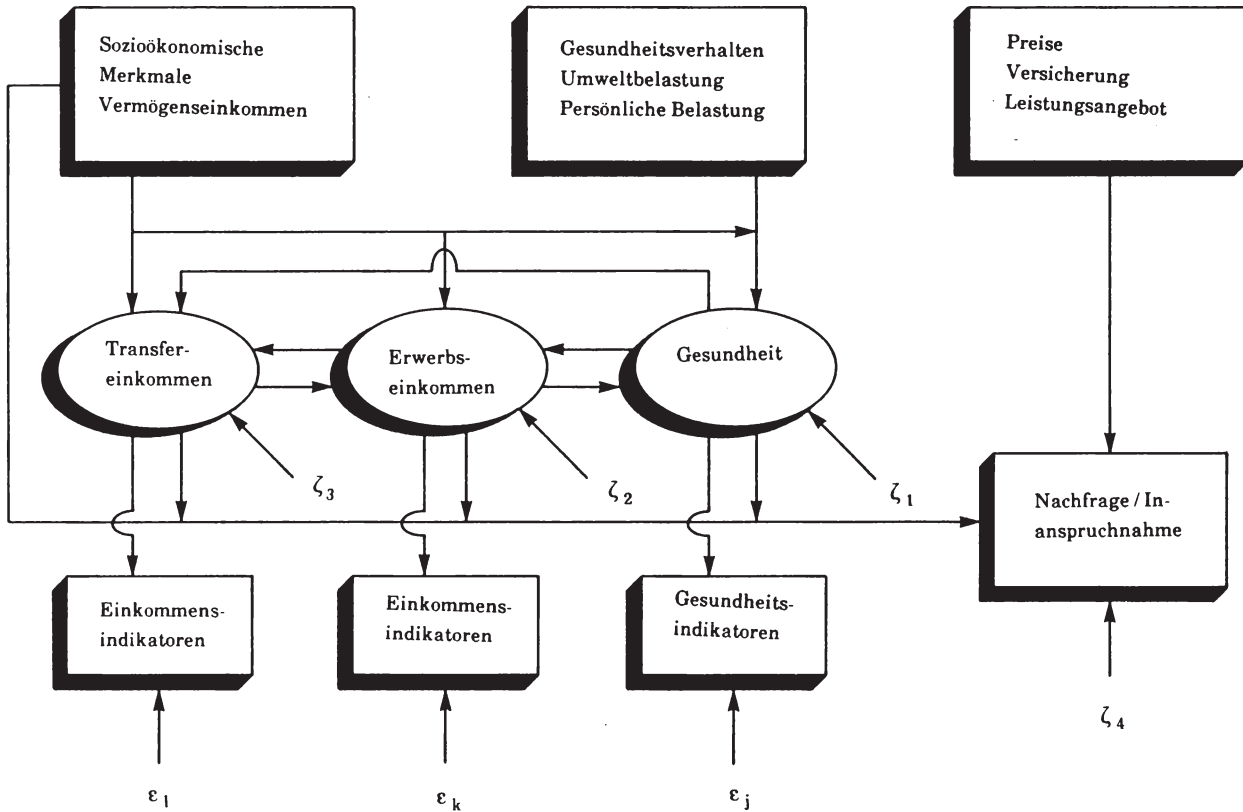 Sozioökonomische
Merkmale
Vermögenseinkommen
Gesundheitsverhalten
Umweltbelastung
Persönliche Belastung
Preise
Versicherung
Leistungsangebot
Transfer-
einkommen
Erwerbs-
einkommen
Gesundheit
ζ3
ζ2
ζ1
Nachfrage / In-
anspruchnahme
Einkommens-
indikatoren
Einkommens-
indikatoren
Gesundheits-
indikatoren
ζ4
εl
εk
εj